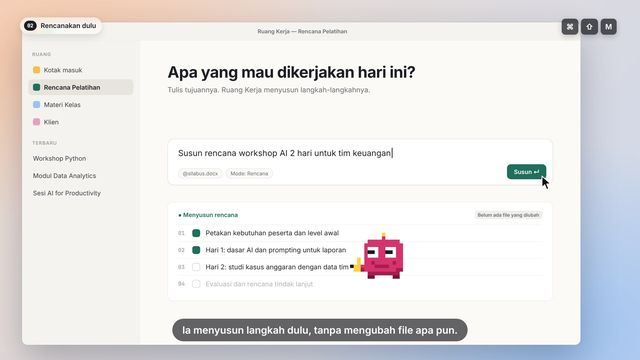 02 Rencanakan dulu
Ruang Kerja — Rencana Pelatihan
⌘ ⇧ M
RUANG
Kotak masuk
Rencana Pelatihan
Materi Kelas
Klien
TERBARU
Workshop Python
Modul Data Analytics
Sesi AI for Productivity
Apa yang mau dikerjakan hari ini?
Tulis tujuannya. Ruang Kerja menyusun langkah-langkahnya.
Susun rencana workshop AI 2 hari untuk tim keuangan
@silabus.docx Mode: Rencana
Susun ↵
• Menyusun rencana
Belum ada file yang diubah
01 Petakan kebutuhan peserta dan level awal
02 Hari 1: dasar AI dan prompting untuk laporan
03 Hari 2: studi kasus anggaran dengan data tim
04 Evaluasi dan rencana tindak lanjut
Ia menyusun langkah dulu, tanpa mengubah file apa pun.